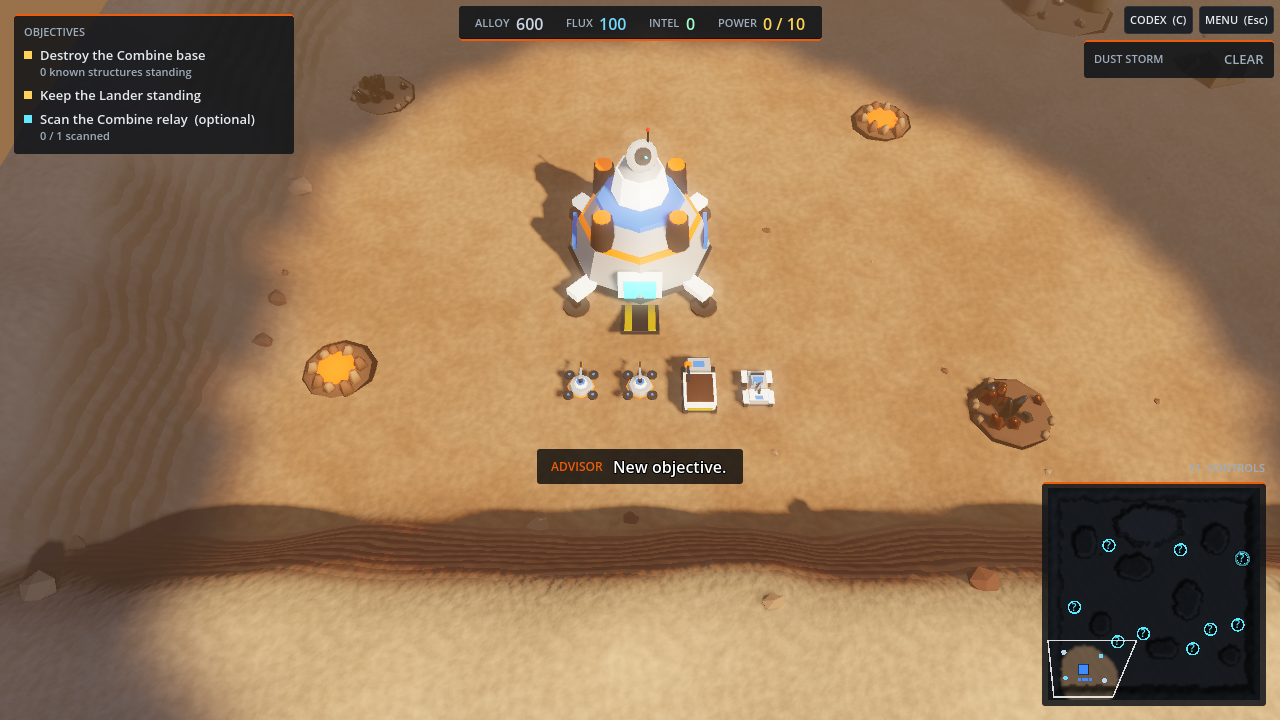 ALLOY 600 FLUX 100 INTEL 0 POWER 0 / 10
CODEX (C) MENU (Esc)
OBJECTIVES
Destroy the Combine base
0 known structures standing
Keep the Lander standing
Scan the Combine relay (optional)
0 / 1 scanned
DUST STORM CLEAR
ADVISOR New objective.
CONTROLS
? ? ? ? ? ? ? ? ? ?